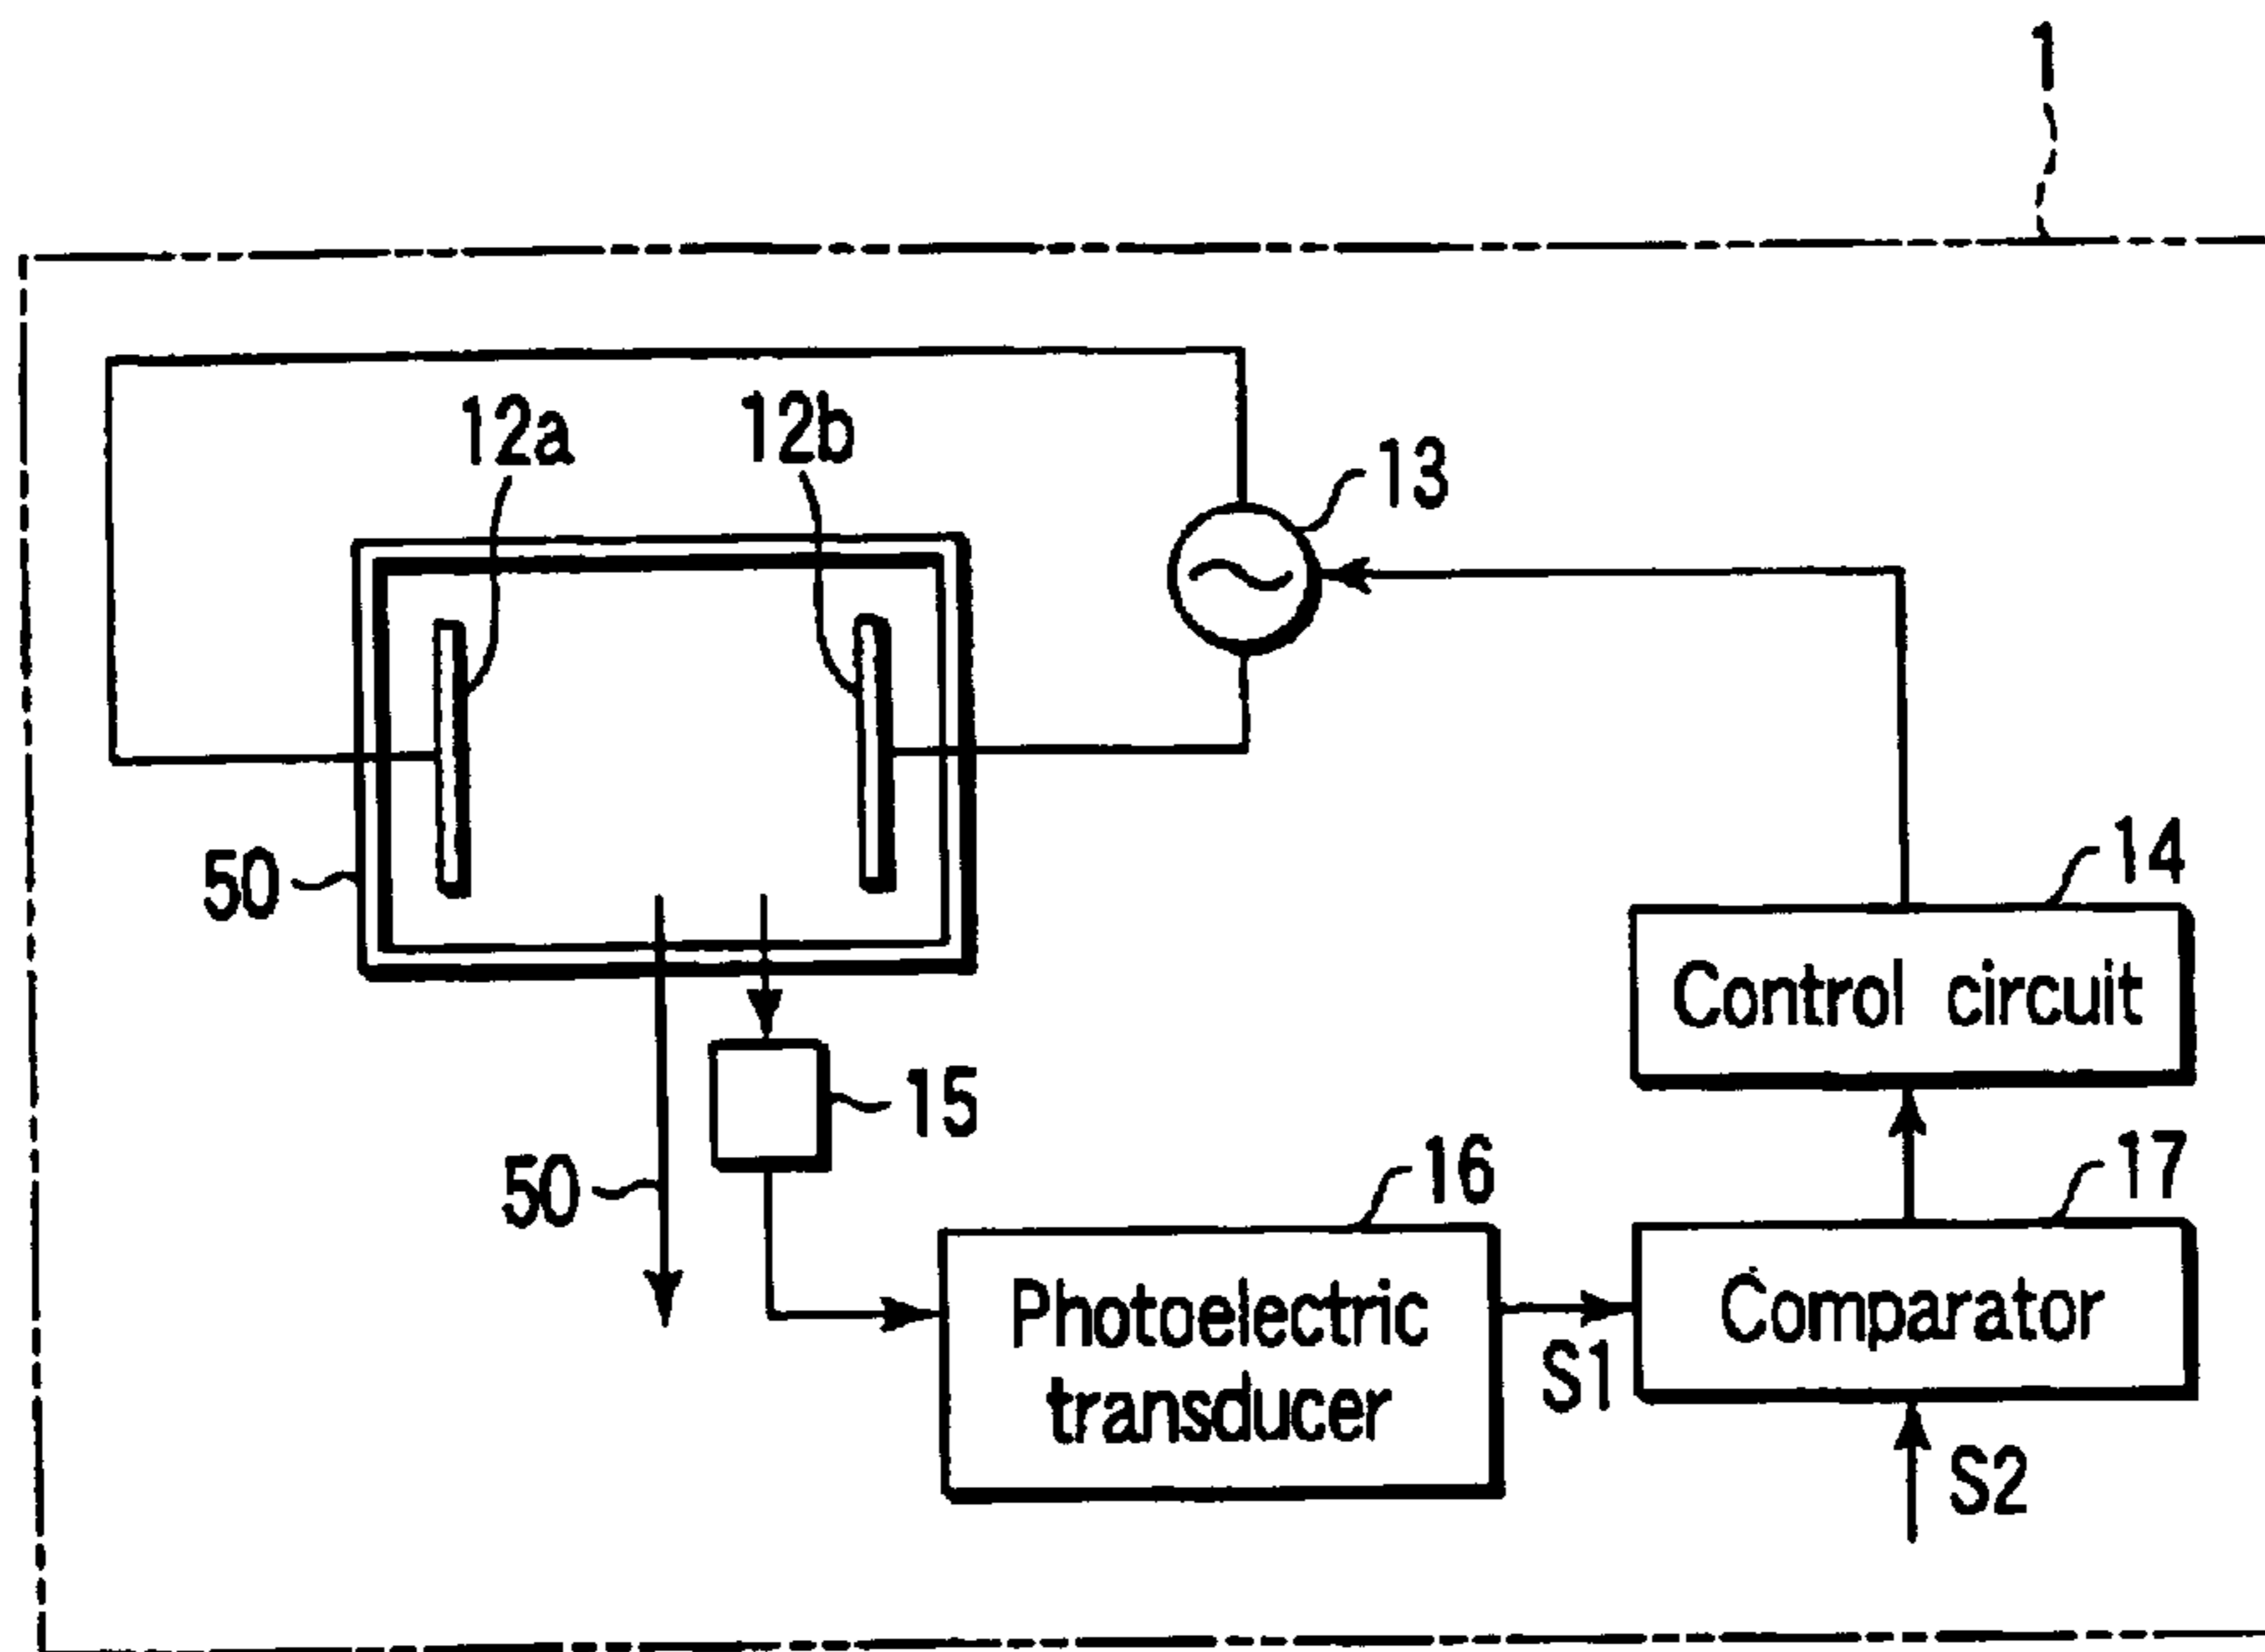 1
12a
12b
13
50
14
Control circuit
15
50
16
17
Photoelectric
transducer
S1
Comparator
S2